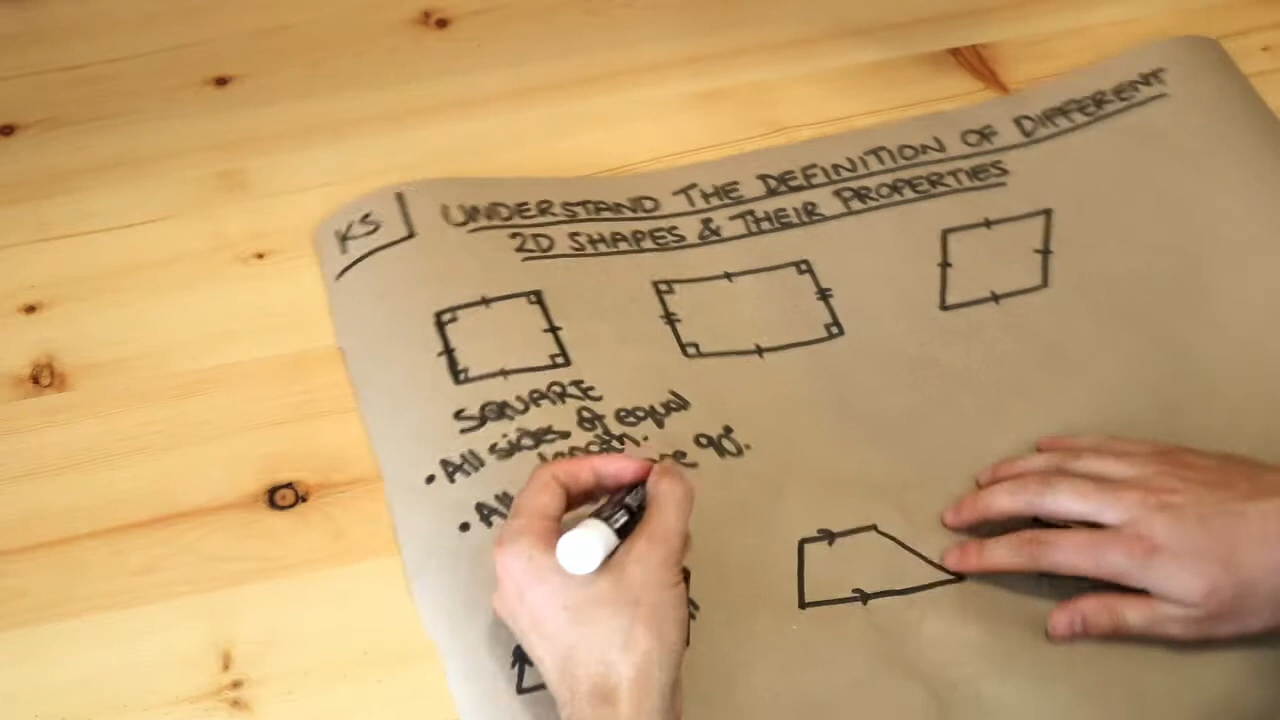 KS
UNDERSTAND THE DEFINITION OF DIFFERENT
2D SHAPES & THEIR PROPERTIES
SQUARE
• All sides of equal
length.
• All are 90°.